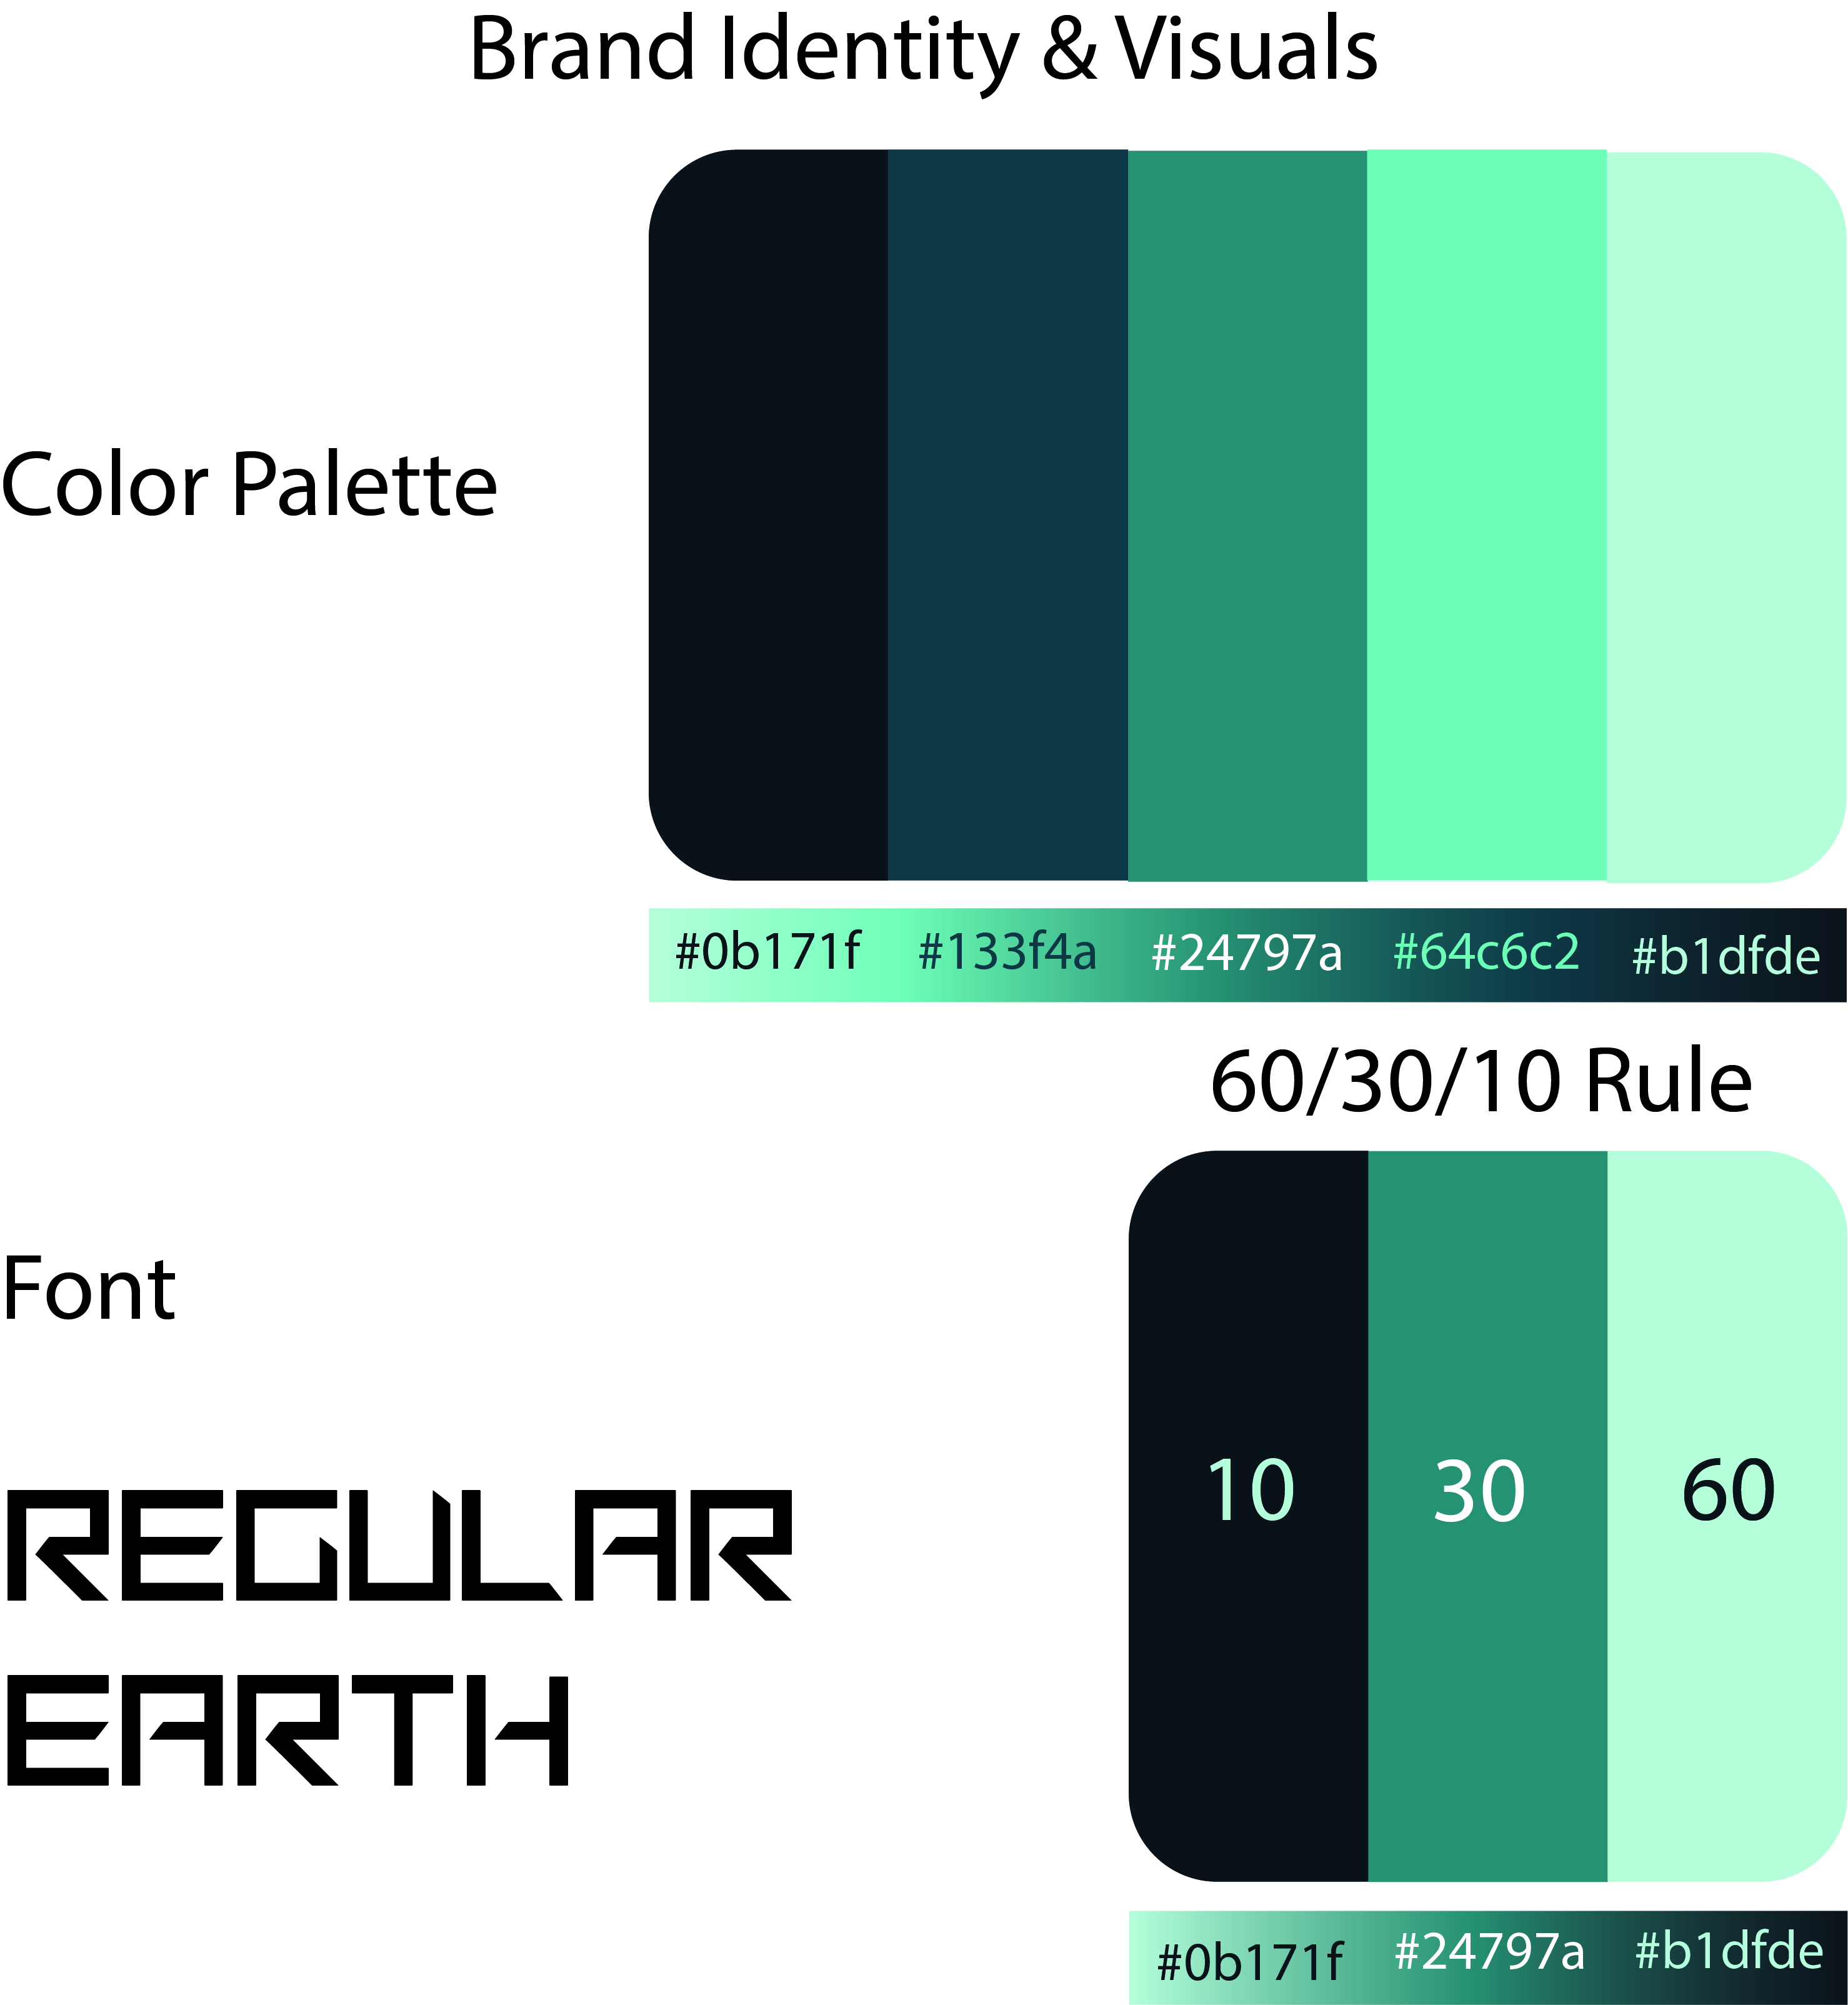 Brand Identity & Visuals
Color Palette
#0b171f #133f4a #24797a #64c6c2 #b1dfde
60/30/10 Rule
Font
10 30 60
REGULAR
EARTH
#0b171f #24797a #b1dfde